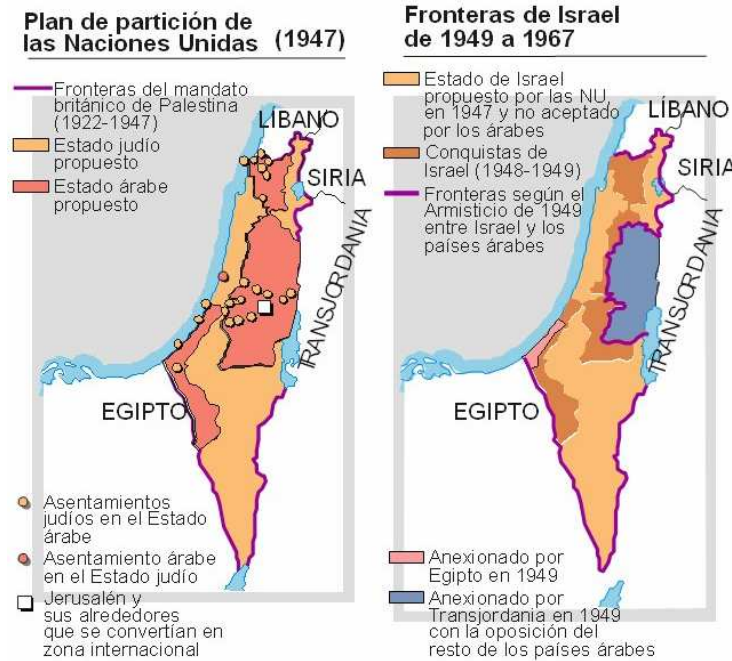 Plan de partición de
las Naciones Unidas (1947)
Fronteras del mandato
británico de Palestina
(1922-1947)
Estado judío
propuesto
Estado árabe
propuesto
LÍBANO
SIRIA
TRANSJORDANIA
EGIPTO
Asentamientos
judíos en el Estado
árabe
Asentamiento árabe
en el Estado judío
Jerusalén y
sus alrededores
que se convertían en
zona internacional
Fronteras de Israel
de 1949 a 1967
Estado de Israel
propuesto por las NU
en 1947 y no aceptado
por los árabes
Conquistas de
Israel (1948-1949)
Fronteras según el
Armisticio de 1949
entre Israel y los
países árabes
LÍBANO
SIRIA
TRANSJORDANIA
EGIPTO
Anexionado por
Egipto en 1949
Anexionado por
Transjordania en 1949
con la oposición del
resto de los países árabes